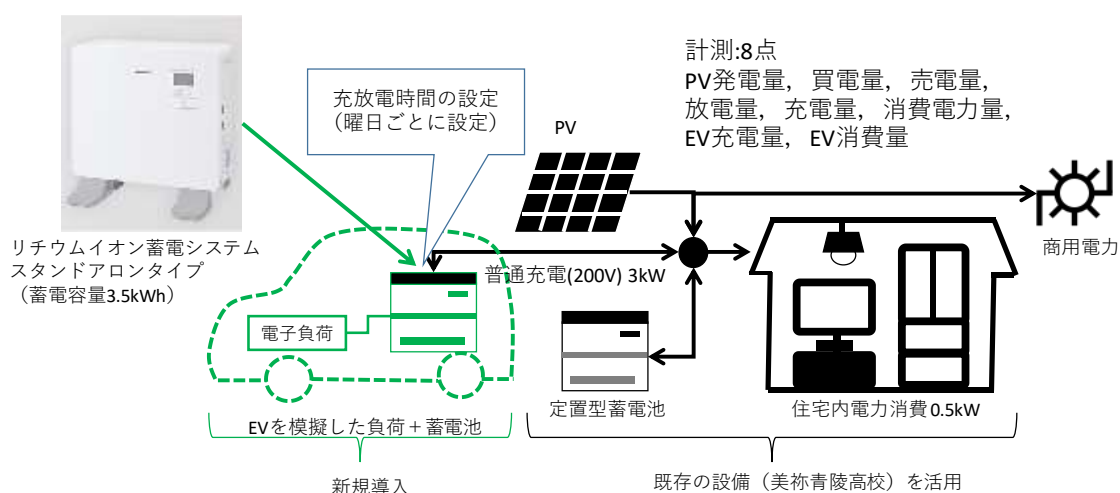 計測:8点
PV発電量，買電量，売電量，
放電量，充電量，消費電力量，
EV充電量，EV消費量
充放電時間の設定
（曜日ごとに設定）
PV
商用電力
リチウムイオン蓄電システム
スタンドアロンタイプ
（蓄電容量3.5kWh）
普通充電(200V) 3kW
電子負荷
定置型蓄電池
住宅内電力消費0.5kW
EVを模擬した負荷＋蓄電池
新規導入
既存の設備（美祢青陵高校）を活用